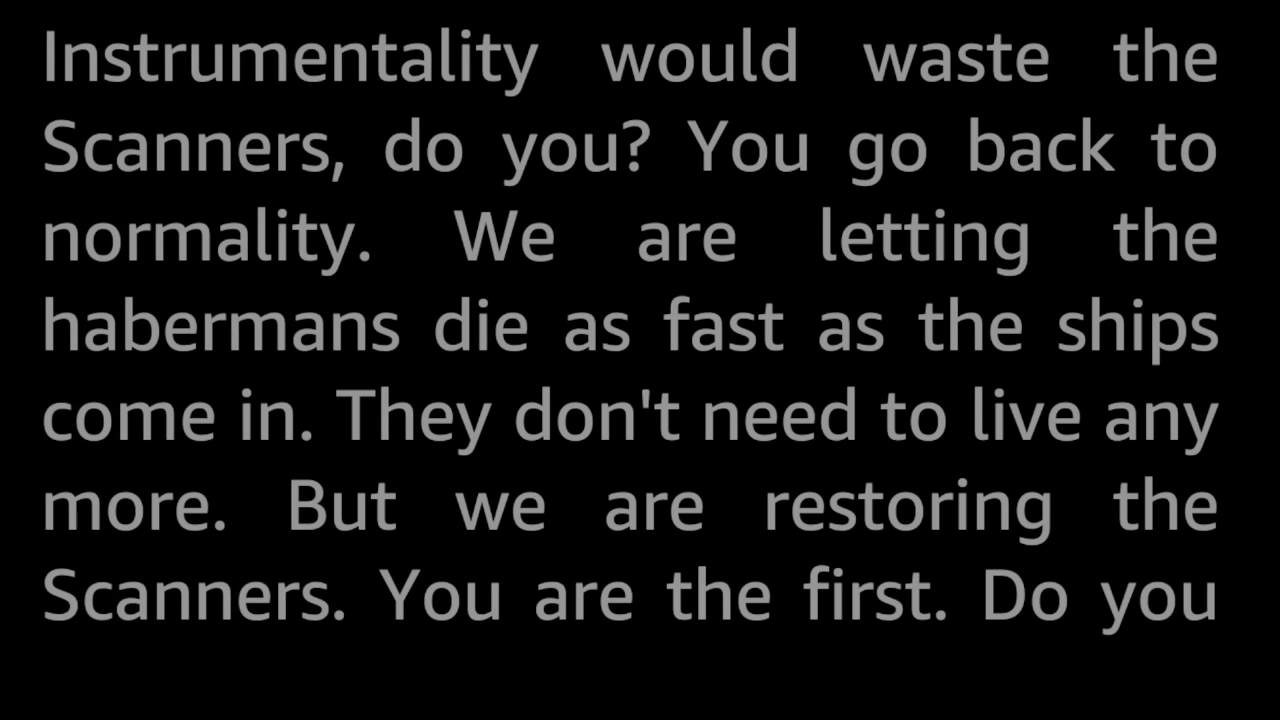 Instrumentality would waste the
Scanners, do you? You go back to
normality. We are letting the
habermans die as fast as the ships
come in. They don't need to live any
more. But we are restoring the
Scanners. You are the first. Do you